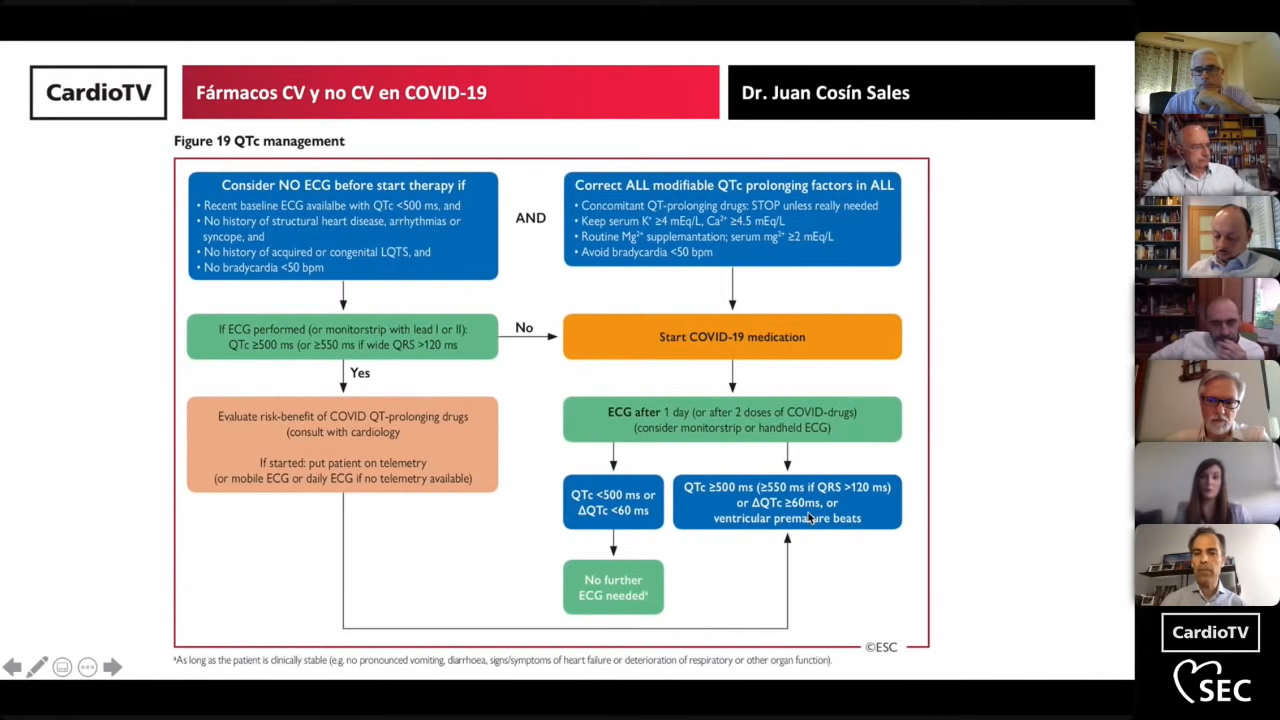 CardioTV
Fármacos CV y no CV en COVID-19
Dr. Juan Cosín Sales
Figure 19 QTc management
Consider NO ECG before start therapy if
• Recent baseline ECG availalbe with QTc <500 ms, and
• No history of structural heart disease, arrhythmias or
syncope, and
• No history of acquired or congenital LQTS, and
• No bradycardia <50 bpm
AND
Correct ALL modifiable QTc prolonging factors in ALL
• Concomitant QT-prolonging drugs: STOP unless really needed
• Keep serum K⁺ ≥4 mEq/L, Ca²⁺ ≥4.5 mEq/L
• Routine Mg²⁺ supplemantation; serum mg²⁺ ≥2 mEq/L
• Avoid bradycardia <50 bpm
If ECG performed (or monitorstrip with lead I or II):
QTc ≥500 ms (or ≥550 ms if wide QRS >120 ms
No
Start COVID-19 medication
Yes
Evaluate risk-benefit of COVID QT-prolonging drugs
(consult with cardiology
If started: put patient on telemetry
(or mobile ECG or daily ECG if no telemetry available)
ECG after 1 day (or after 2 doses of COVID-drugs)
(consider monitorstrip or handheld ECG)
QTc <500 ms or
ΔQTc <60 ms
QTc ≥500 ms (≥550 ms if QRS >120 ms)
or ΔQTc ≥60ms, or
ventricular premature beats
No further
ECG neededᵃ
©ESC
ᵃAs long as the patient is clinically stable (e.g. no pronounced vomiting, diarrhoea, signs/symptoms of heart failure or deterioration of respiratory or other organ function).
CardioTV
SEC